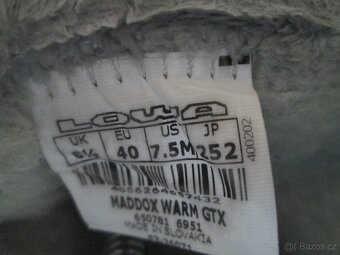 LOWA
UK EU US JP
6½ 40 7.5M 252
400202
MADDOX WARM GTX
650781 6951
MADE IN SLOVAKIA
bazoš.cz